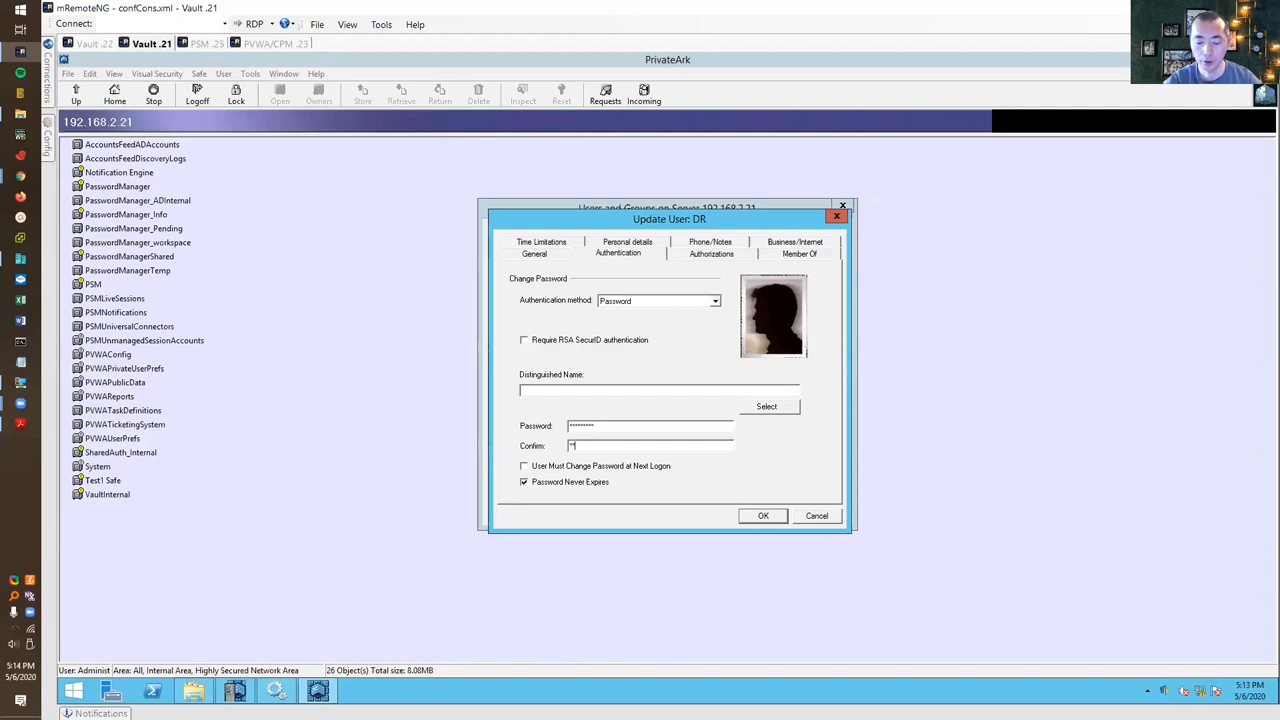 mRemoteNG - confCons.xml - Vault .21
Connect: RDP File View Tools Help
Vault .22 Vault .21 PSM .25 PVWA/CPM .23
PrivateArk
File Edit View Visual Security Safe User Tools Window Help
Up Home Stop Logoff Lock Open Owners Store Retrieve Return Delete Inspect Reset Requests Incoming
192.168.2.21
Connections
Config
AccountsFeedADAccounts
AccountsFeedDiscoveryLogs
Notification Engine
PasswordManager
PasswordManager_ADInternal
PasswordManager_Info
PasswordManager_Pending
PasswordManager_workspace
PasswordManagerShared
PasswordManagerTemp
PSM
PSMLiveSessions
PSMNotifications
PSMUniversalConnectors
PSMUnmanagedSessionAccounts
PVWAConfig
PVWAPrivateUserPrefs
PVWAPublicData
PVWAReports
PVWATaskDefinitions
PVWATicketingSystem
PVWAUserPrefs
SharedAuth_Internal
System
Test1 Safe
VaultInternal
Users and Groups on Server 192.168.2.21
Update User: DR
Time Limitations Personal details Phone/Notes Business/Internet
General Authentication Authorizations Member Of
Change Password
Authentication method: Password
Require RSA SecurID authentication
Distinguished Name:
Select
Password: *********
Confirm: **
User Must Change Password at Next Logon
Password Never Expires
OK Cancel
User: Administ Area: All, Internal Area, Highly Secured Network Area 26 Object(s) Total size: 8.08MB
5:14 PM
5/6/2020
5:13 PM
5/6/2020
Notifications